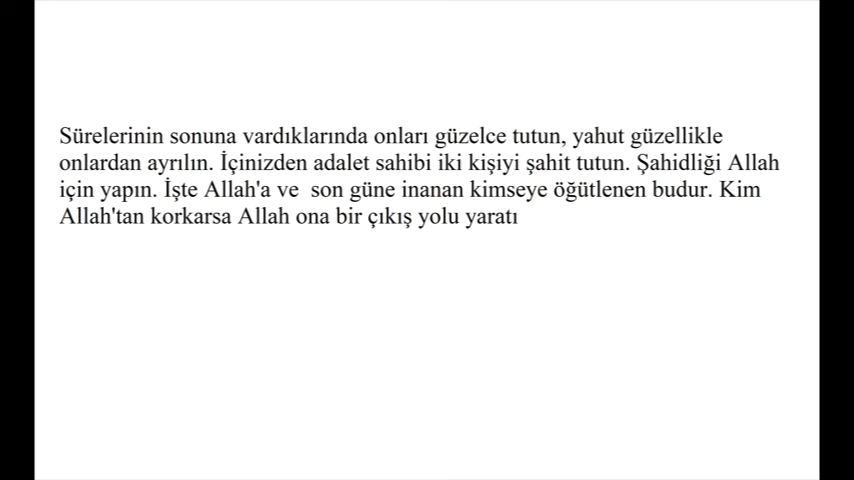 Sürelerinin sonuna vardıklarında onları güzelce tutun, yahut güzellikle
onlardan ayrılın. İçinizden adalet sahibi iki kişiyi şahit tutun. Şahidliği Allah
için yapın. İşte Allah'a ve  son güne inanan kimseye öğütlenen budur. Kim
Allah'tan korkarsa Allah ona bir çıkış yolu yaratı